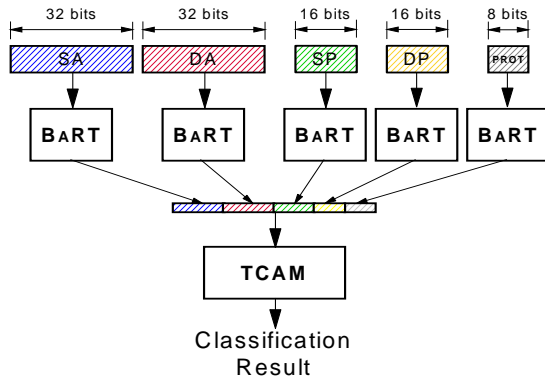 32 bits 32 bits 16 bits 16 bits 8 bits
SA DA SP DP PROT
BART BART BART BART BART
TCAM
Classification
Result